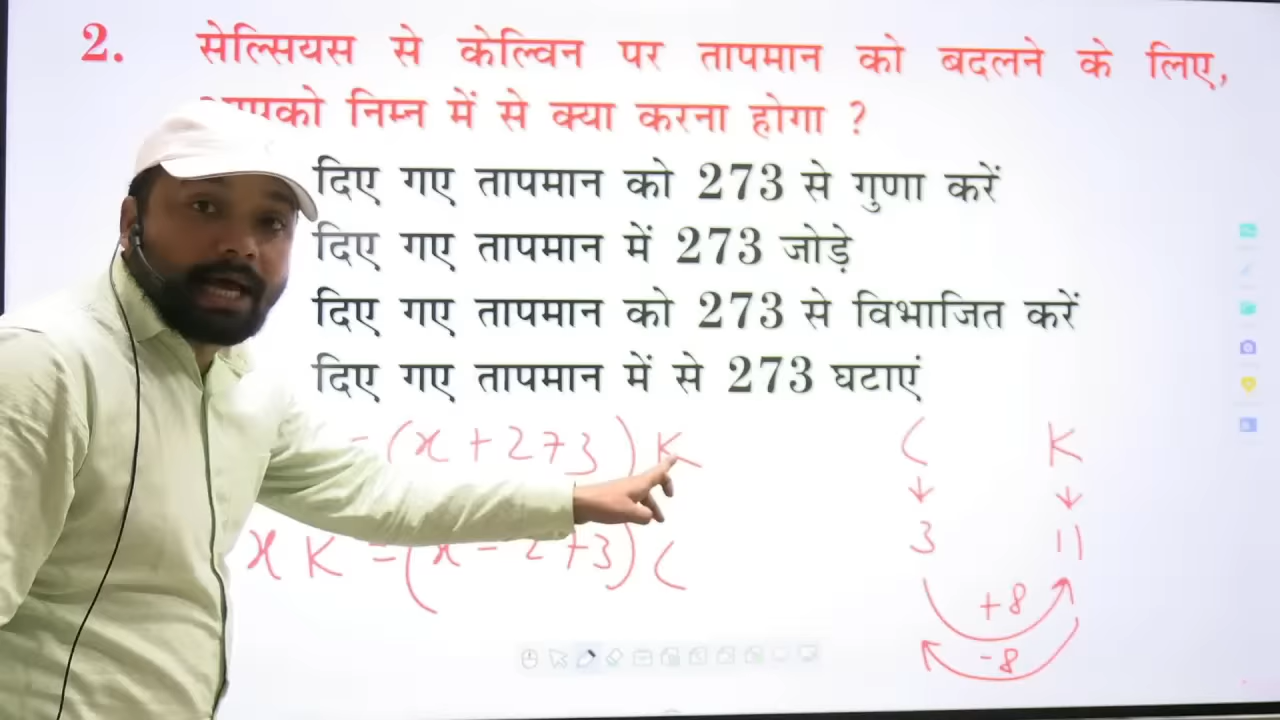 2. सेल्सियस से केल्विन पर तापमान को बदलने के लिए,
निम्न में से क्या करना होगा ?
दिए गए तापमान को 273 से गुणा करें
दिए गए तापमान में 273 जोड़े
दिए गए तापमान को 273 से विभाजित करें
दिए गए तापमान में से 273 घटाएं
= (x + 273) K
x K = (x - 273) C
C K
↓ ↓
3 11
+8
-8